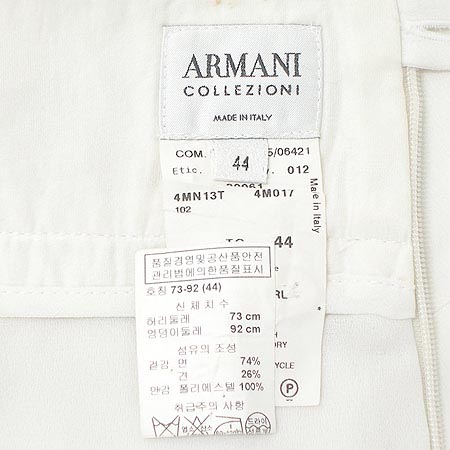 ARMANI
COLLEZIONI
MADE IN ITALY
COM. 5/06421
Etic. 012
44
4MN13T 4M017
102
Made in Italy
44
품질경영및공산품안전
관리법에의한품질표시
호칭 73-92 (44)
신체치수
허리둘레 73 cm
엉덩이둘레 92 cm
섬유의 조성
겉감 면 74%
견 26%
안감 폴리에스텔 100%
취급주의 사항
드라이
P